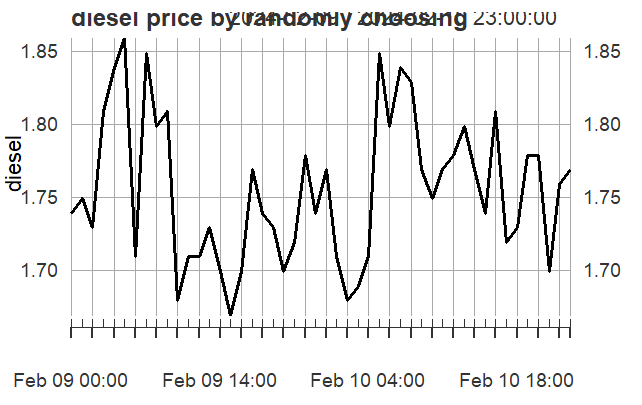 diesel price by randomly choosing
23:00:00
1.85 1.85
1.80 1.80
diesel
1.75 1.75
1.70 1.70
Feb 09 00:00 Feb 09 14:00 Feb 10 04:00 Feb 10 18:00